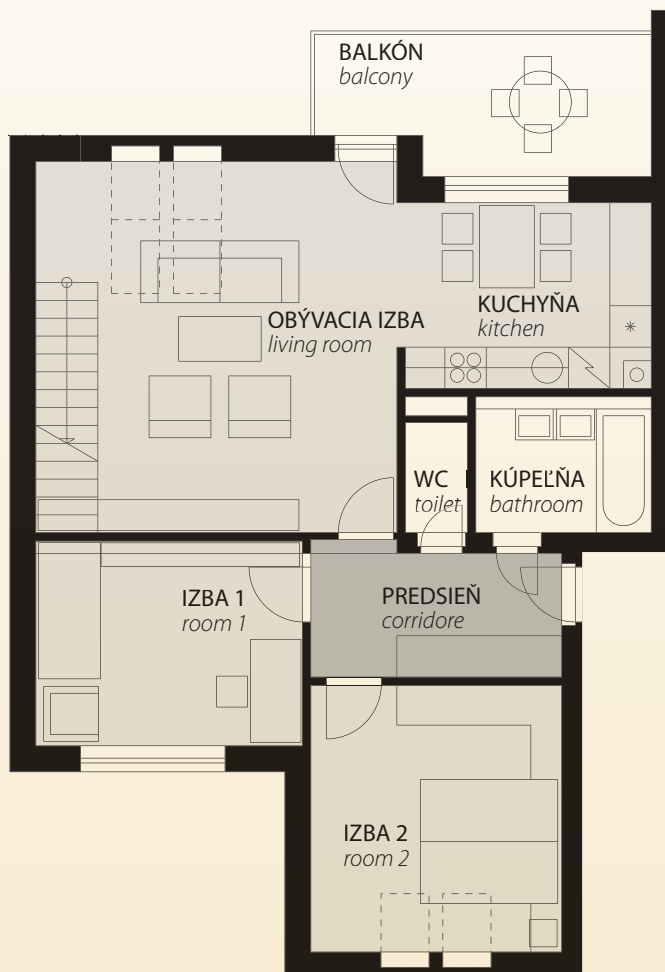 BALKÓN
balcony
OBÝVACIA IZBA
living room
KUCHYŇA
kitchen
WC
toilet
KÚPEĽŇA
bathroom
IZBA 1
room 1
PREDSIEŇ
corridore
IZBA 2
room 2